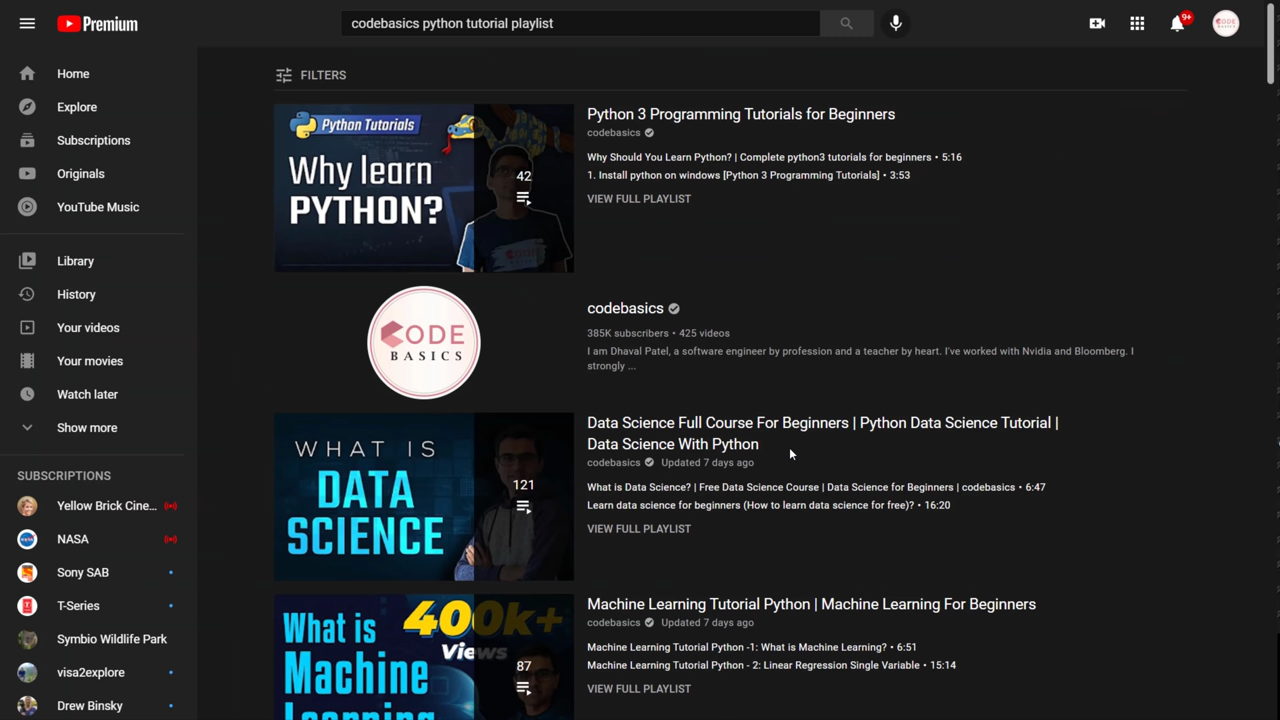 Premium
codebasics python tutorial playlist
9+
Home
Explore
Subscriptions
Originals
YouTube Music
Library
History
Your videos
Your movies
Watch later
Show more
SUBSCRIPTIONS
Yellow Brick Cine...
NASA
Sony SAB
T-Series
Symbio Wildlife Park
visa2explore
Drew Binsky
FILTERS
Python Tutorials
Why learn
PYTHON?
42
Python 3 Programming Tutorials for Beginners
codebasics
Why Should You Learn Python? | Complete python3 tutorials for beginners • 5:16
1. Install python on windows [Python 3 Programming Tutorials] • 3:53
VIEW FULL PLAYLIST
CODE
BASICS
codebasics
385K subscribers • 425 videos
I am Dhaval Patel, a software engineer by profession and a teacher by heart. I've worked with Nvidia and Bloomberg. I
strongly ...
WHAT IS
DATA
SCIENCE
121
Data Science Full Course For Beginners | Python Data Science Tutorial |
Data Science With Python
codebasics Updated 7 days ago
What is Data Science? | Free Data Science Course | Data Science for Beginners | codebasics • 6:47
Learn data science for beginners (How to learn data science for free)? • 16:20
VIEW FULL PLAYLIST
400k+
Views
What is
Machine
Learning
87
Machine Learning Tutorial Python | Machine Learning For Beginners
codebasics Updated 7 days ago
Machine Learning Tutorial Python -1: What is Machine Learning? • 6:51
Machine Learning Tutorial Python - 2: Linear Regression Single Variable • 15:14
VIEW FULL PLAYLIST